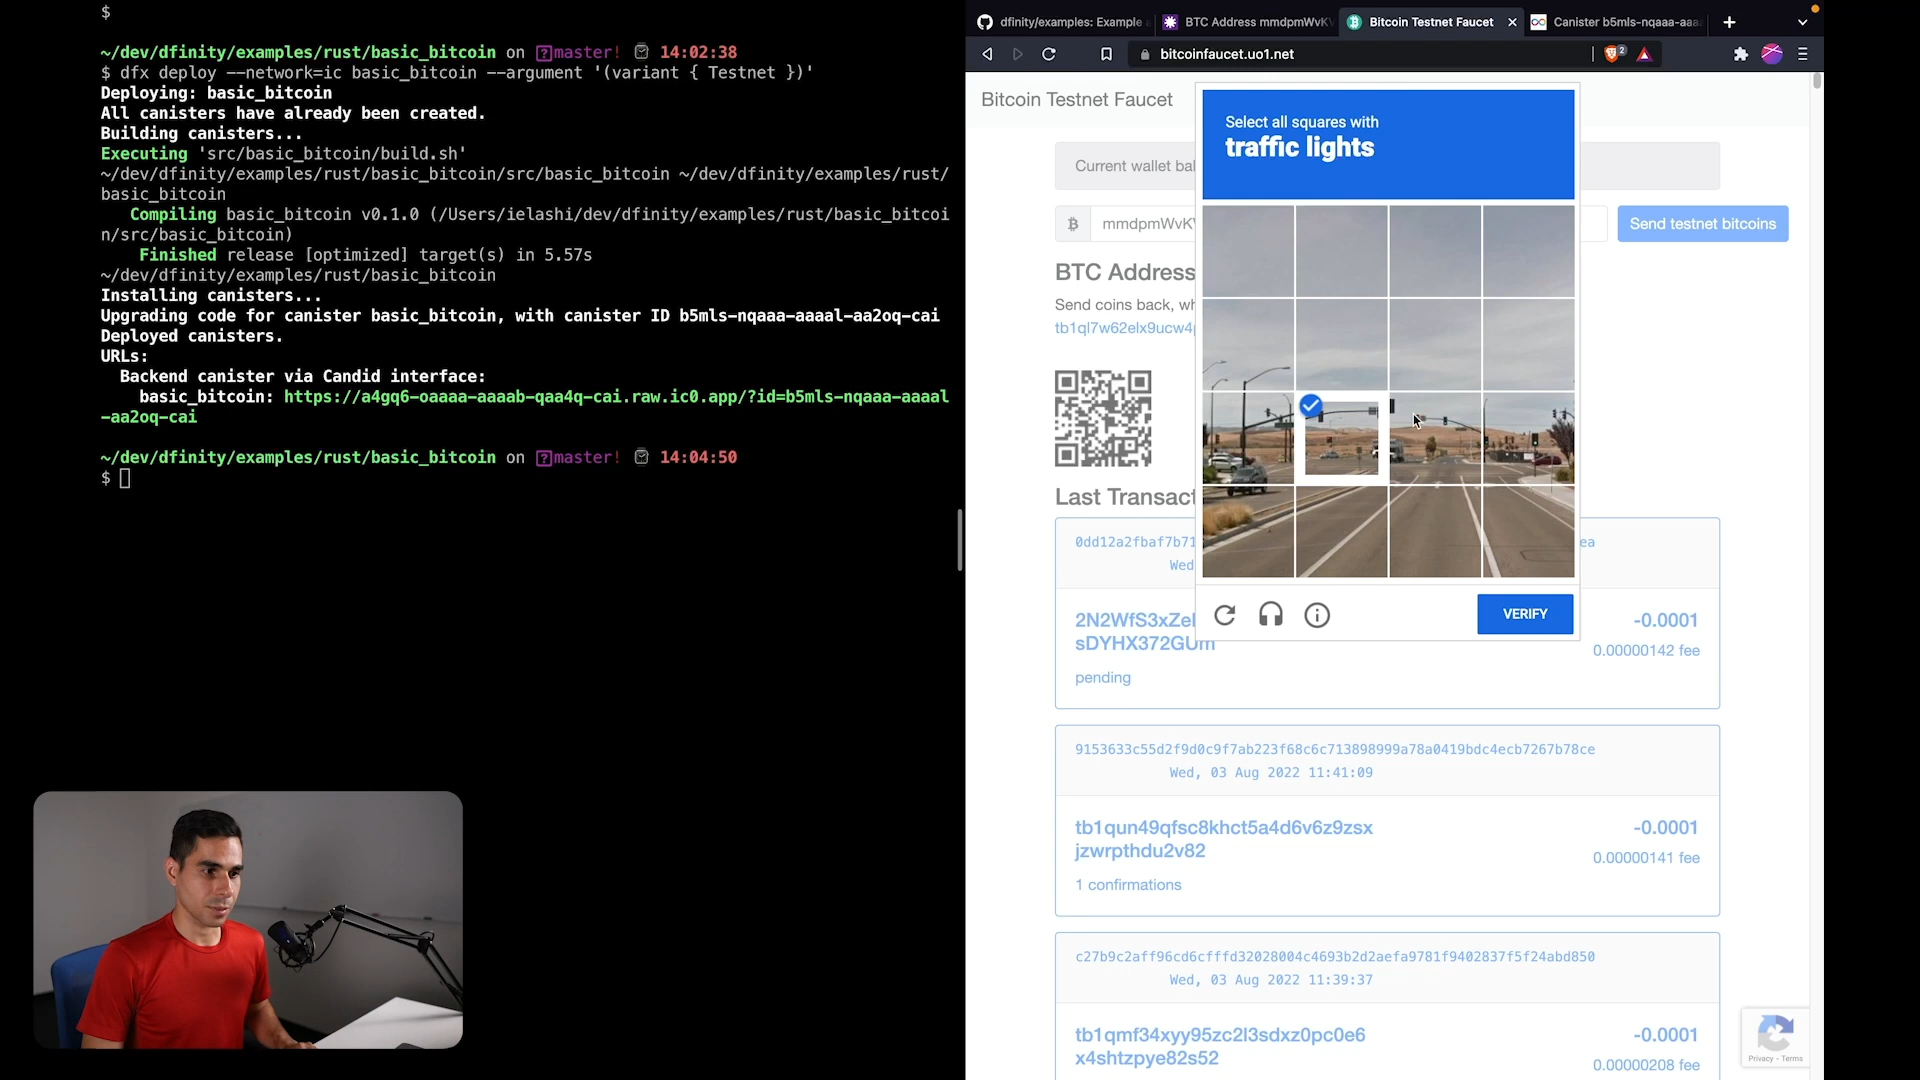 $
~/dev/dfinity/examples/rust/basic_bitcoin on master! 14:02:38
$ dfx deploy --network=ic basic_bitcoin --argument '(variant { Testnet })'
Deploying: basic_bitcoin
All canisters have already been created.
Building canisters...
Executing 'src/basic_bitcoin/build.sh'
~/dev/dfinity/examples/rust/basic_bitcoin/src/basic_bitcoin ~/dev/dfinity/examples/rust/
basic_bitcoin
Compiling basic_bitcoin v0.1.0 (/Users/ielashi/dev/dfinity/examples/rust/basic_bitcoi
n/src/basic_bitcoin)
Finished release [optimized] target(s) in 5.57s
~/dev/dfinity/examples/rust/basic_bitcoin
Installing canisters...
Upgrading code for canister basic_bitcoin, with canister ID b5mls-nqaaa-aaaal-aa2oq-cai
Deployed canisters.
URLs:
Backend canister via Candid interface:
basic_bitcoin: https://a4gq6-oaaaa-aaaab-qaa4q-cai.raw.ic0.app/?id=b5mls-nqaaa-aaaal
-aa2oq-cai
~/dev/dfinity/examples/rust/basic_bitcoin on master! 14:04:50
$
dfinity/examples: Example
BTC Address mmdpmWvKV
Bitcoin Testnet Faucet
Canister b5mls-nqaaa-aaa
bitcoinfaucet.uo1.net
2
Bitcoin Testnet Faucet
Select all squares with
traffic lights
Current wallet bal
mmdpmWvKV
Send testnet bitcoins
BTC Address
Send coins back, wh
tb1ql7w62elx9ucw4
Last Transact
0dd12a2fbaf7b71
ea
Wed
VERIFY
2N2WfS3xZe
sDYHX372GUm
-0.0001
0.00000142 fee
pending
9153633c55d2f9d0c9f7ab223f68c6c713898999a78a0419bdc4ecb7267b78ce
Wed, 03 Aug 2022 11:41:09
tb1qun49qfsc8khct5a4d6v6z9zsx
jzwrpthdu2v82
-0.0001
0.00000141 fee
1 confirmations
c27b9c2aff96cd6cfffd32028004c4693b2d2aefa9781f9402837f5f24abd850
Wed, 03 Aug 2022 11:39:37
tb1qmf34xyy95zc2l3sdxz0pc0e6
x4shtzpye82s52
-0.0001
0.00000208 fee
Privacy - Terms